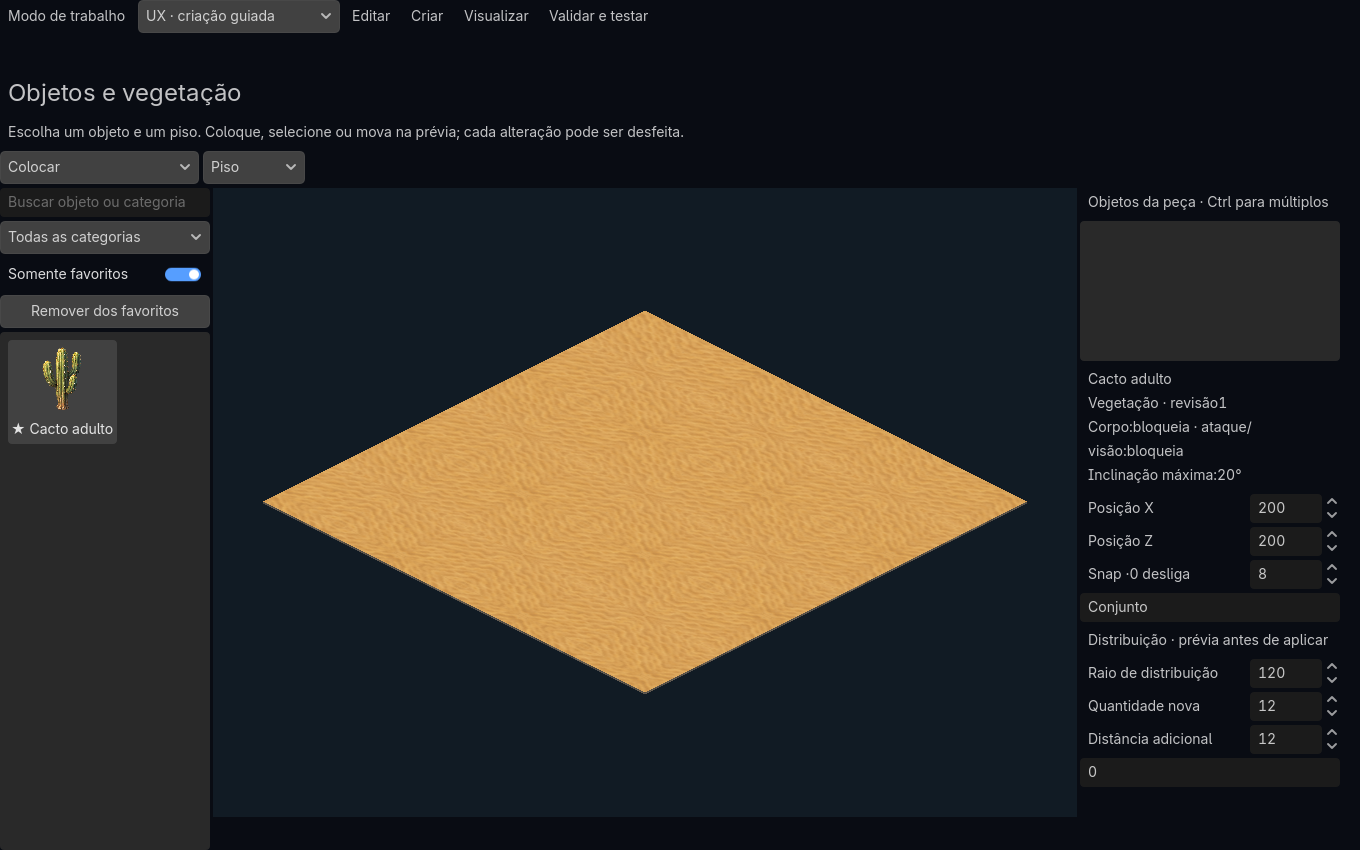 Modo de trabalho UX · criação guiada Editar Criar Visualizar Validar e testar
Objetos e vegetação
Escolha um objeto e um piso. Coloque, selecione ou mova na prévia; cada alteração pode ser desfeita.
Colocar Piso
Buscar objeto ou categoria
Todas as categorias
Somente favoritos
Remover dos favoritos
★ Cacto adulto
Objetos da peça · Ctrl para múltiplos
Cacto adulto
Vegetação · revisão1
Corpo:bloqueia · ataque/
visão:bloqueia
Inclinação máxima:20°
Posição X 200
Posição Z 200
Snap ·0 desliga 8
Conjunto
Distribuição · prévia antes de aplicar
Raio de distribuição 120
Quantidade nova 12
Distância adicional 12
0